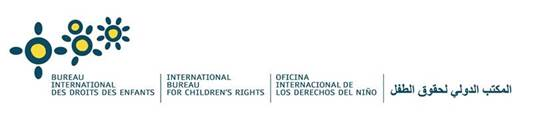 BUREAU
INTERNATIONAL
DES DROITS DES ENFANTS
INTERNATIONAL
BUREAU
FOR CHILDREN'S RIGHTS
OFICINA
INTERNACIONAL DE
LOS DERECHOS DEL NIÑO
المكتب الدولي لحقوق الطفل